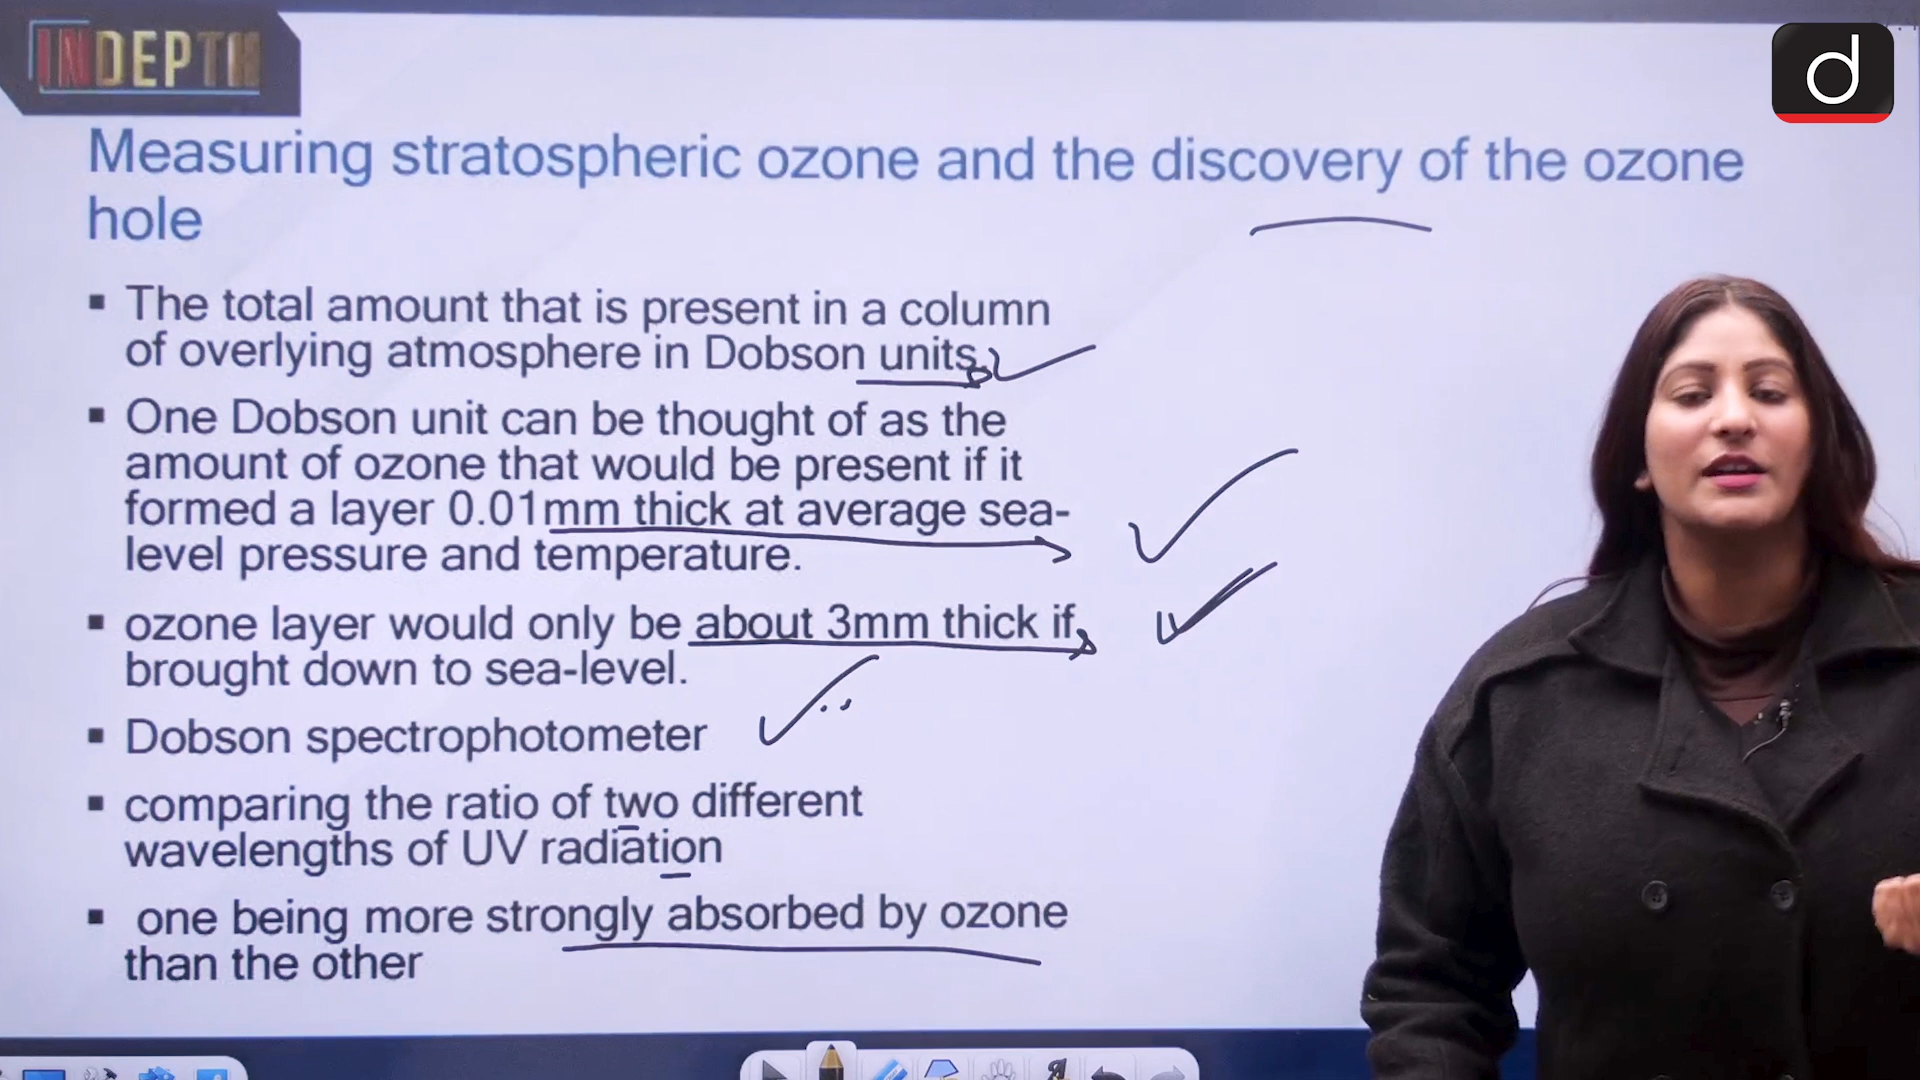 INDEPTH
d
Measuring stratospheric ozone and the discovery of the ozone
hole
▪ The total amount that is present in a column
of overlying atmosphere in Dobson units.
▪ One Dobson unit can be thought of as the
amount of ozone that would be present if it
formed a layer 0.01mm thick at average sea-
level pressure and temperature.
▪ ozone layer would only be about 3mm thick if
brought down to sea-level.
▪ Dobson spectrophotometer
▪ comparing the ratio of two different
wavelengths of UV radiation
▪ one being more strongly absorbed by ozone
than the other